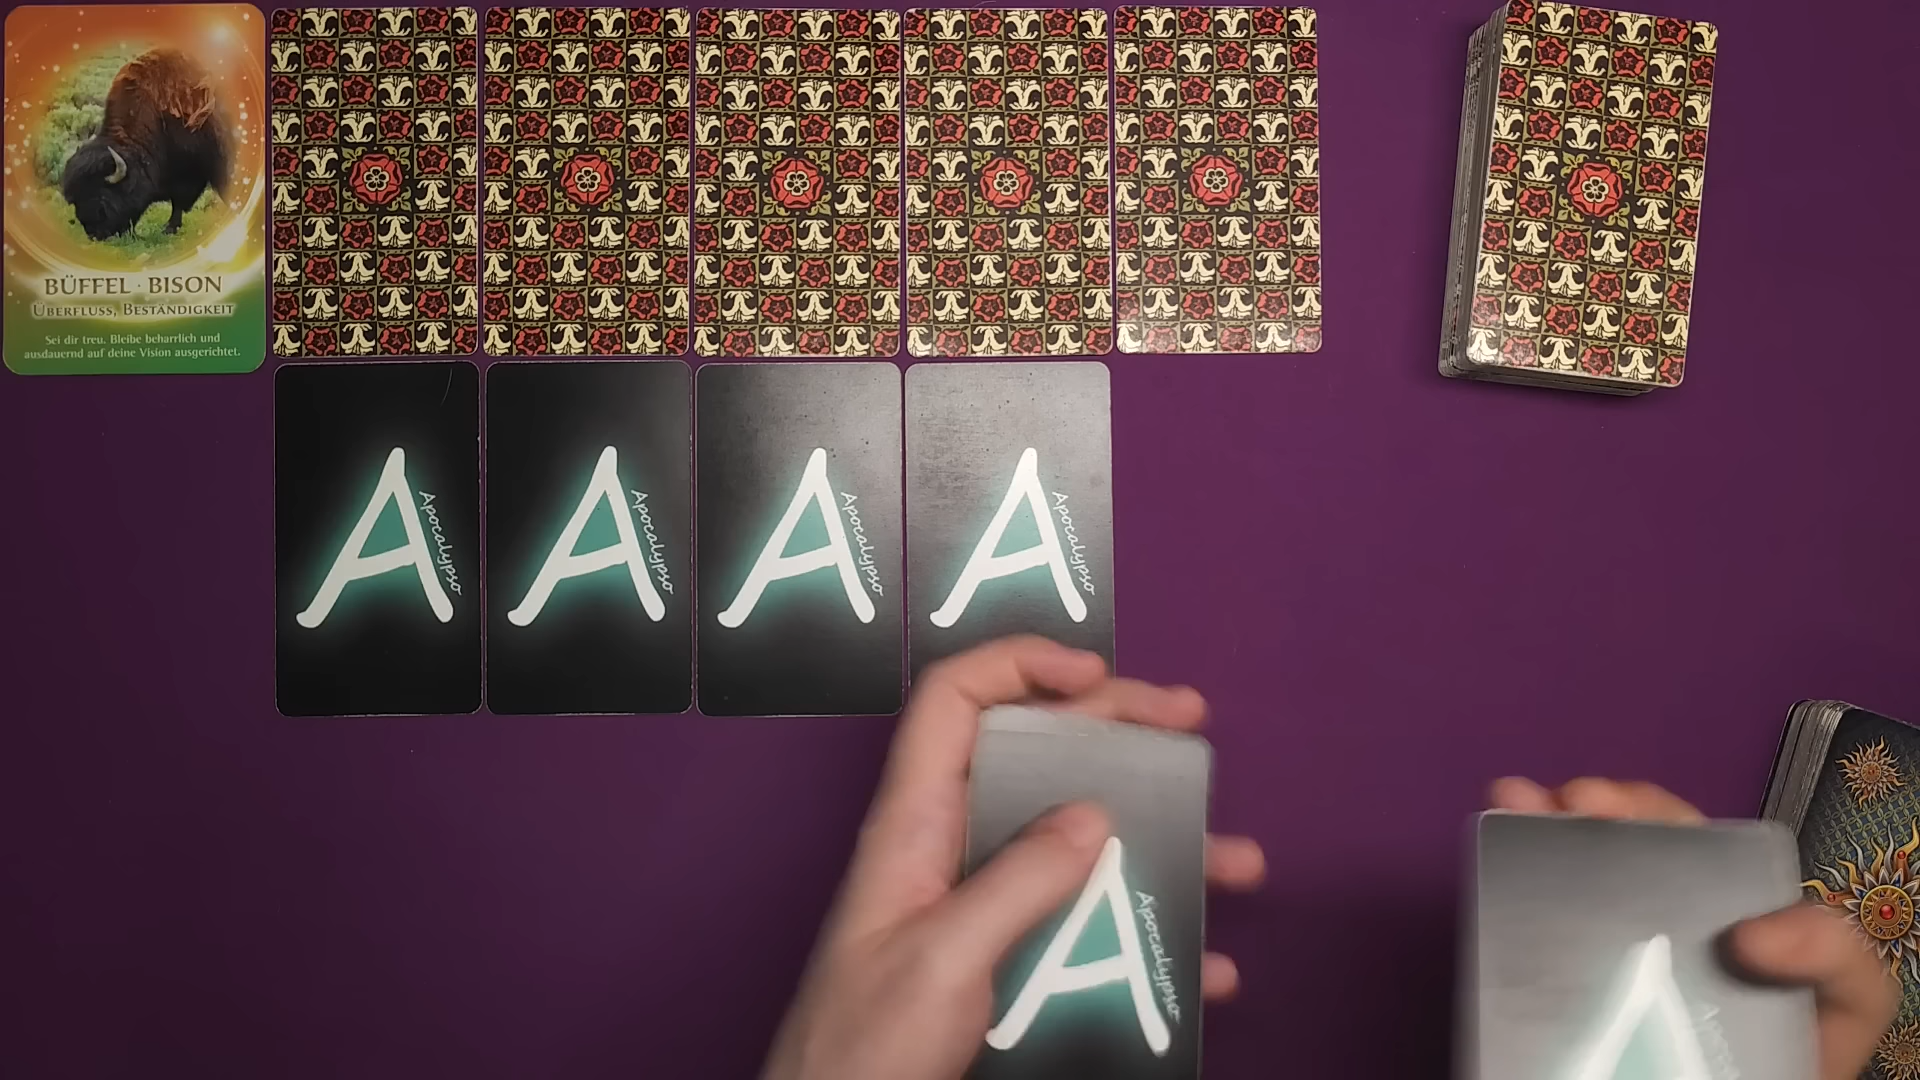 BÜFFEL · BISON
ÜBERFLUSS, BESTÄNDIGKEIT
Sei dir treu. Bleibe beharrlich und
ausdauernd auf deine Vision ausgerichtet.
A Apocalypso
A Apocalypso
A Apocalypso
A Apocalypso
A Apocalypso
A